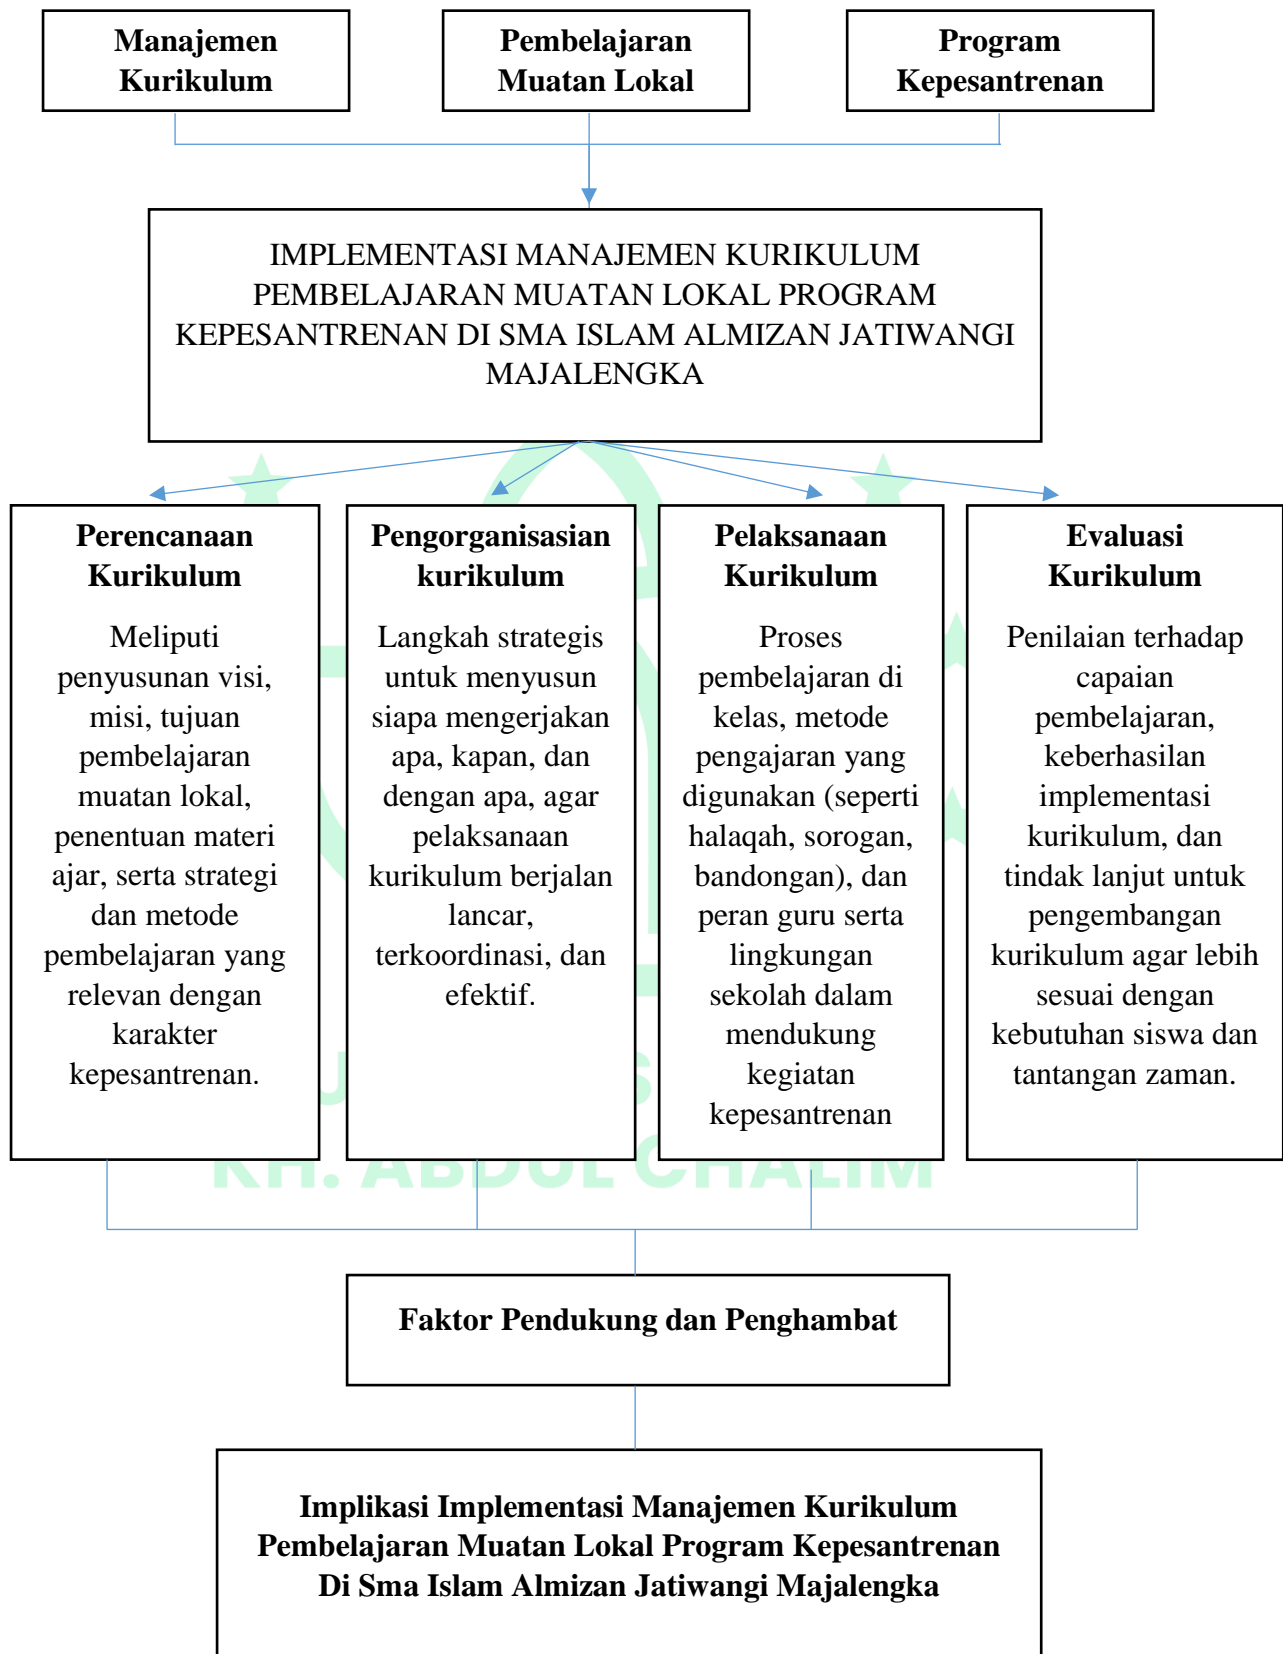 Manajemen
Kurikulum
Pembelajaran
Muatan Lokal
Program
Kepesantrenan
IMPLEMENTASI MANAJEMEN KURIKULUM
PEMBELAJARAN MUATAN LOKAL PROGRAM
KEPESANTRENAN DI SMA ISLAM ALMIZAN JATIWANGI
MAJALENGKA
Perencanaan
Kurikulum
Meliputi
penyusunan visi,
misi, tujuan
pembelajaran
muatan lokal,
penentuan materi
ajar, serta strategi
dan metode
pembelajaran yang
relevan dengan
karakter
kepesantrenan.
Pengorganisasian
kurikulum
Langkah strategis
untuk menyusun
siapa mengerjakan
apa, kapan, dan
dengan apa, agar
pelaksanaan
kurikulum berjalan
lancar,
terkoordinasi, dan
efektif.
Pelaksanaan
Kurikulum
Proses
pembelajaran di
kelas, metode
pengajaran yang
digunakan (seperti
halaqah, sorogan,
bandongan), dan
peran guru serta
lingkungan
sekolah dalam
mendukung
kegiatan
kepesantrenan
Evaluasi
Kurikulum
Penilaian terhadap
capaian
pembelajaran,
keberhasilan
implementasi
kurikulum, dan
tindak lanjut untuk
pengembangan
kurikulum agar lebih
sesuai dengan
kebutuhan siswa dan
tantangan zaman.
KH. ABDUL CHALIM
Faktor Pendukung dan Penghambat
Implikasi Implementasi Manajemen Kurikulum
Pembelajaran Muatan Lokal Program Kepesantrenan
Di Sma Islam Almizan Jatiwangi Majalengka